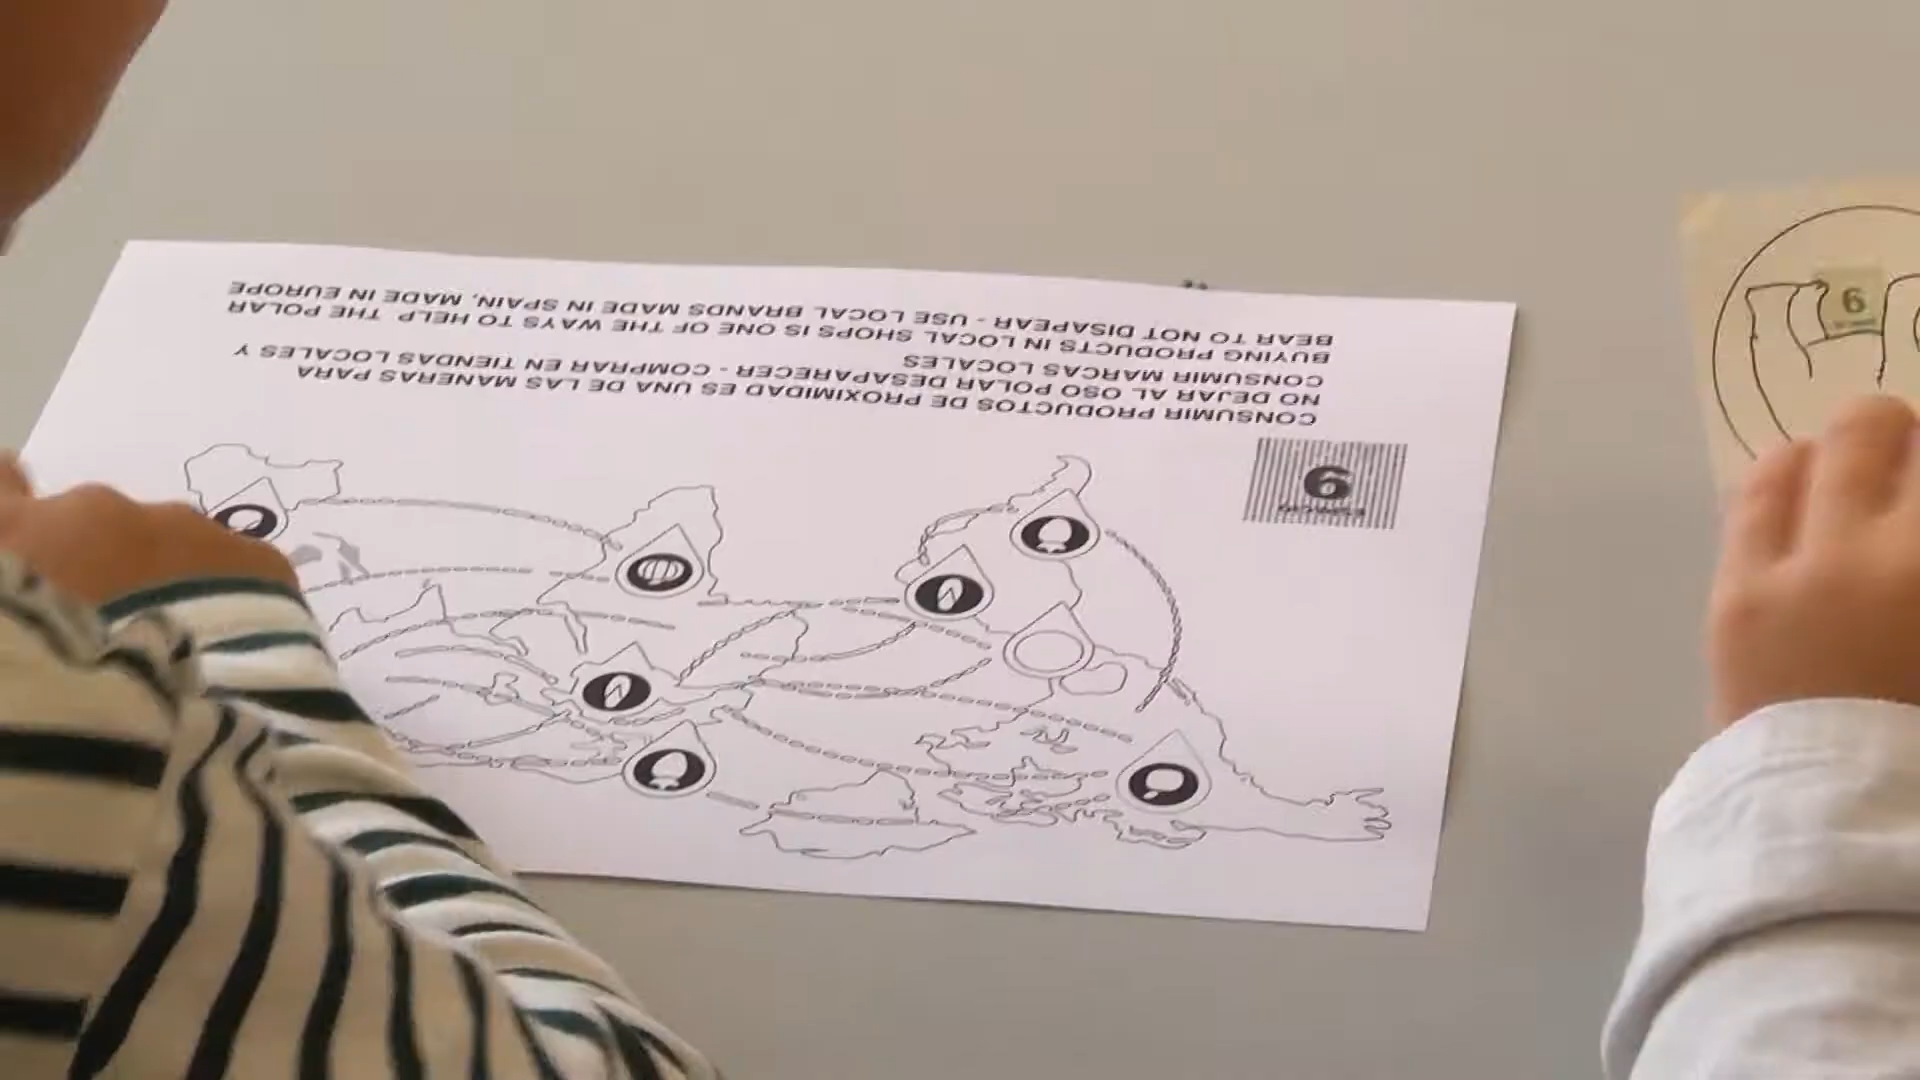 CONSUMIR PRODUCTOS DE PROXIMIDAD ES UNA DE LAS MANERAS PARA
NO DEJAR AL OSO POLAR DESAPARECER - COMPRAR EN TIENDAS LOCALES Y
CONSUMIR MARCAS LOCALES
BUYING PRODUCTS IN LOCAL SHOPS IS ONE OF THE WAYS TO HELP THE POLAR
BEAR TO NOT DISAPEAR - USE LOCAL BRANDS MADE IN SPAIN, MADE IN EUROPE
6
6